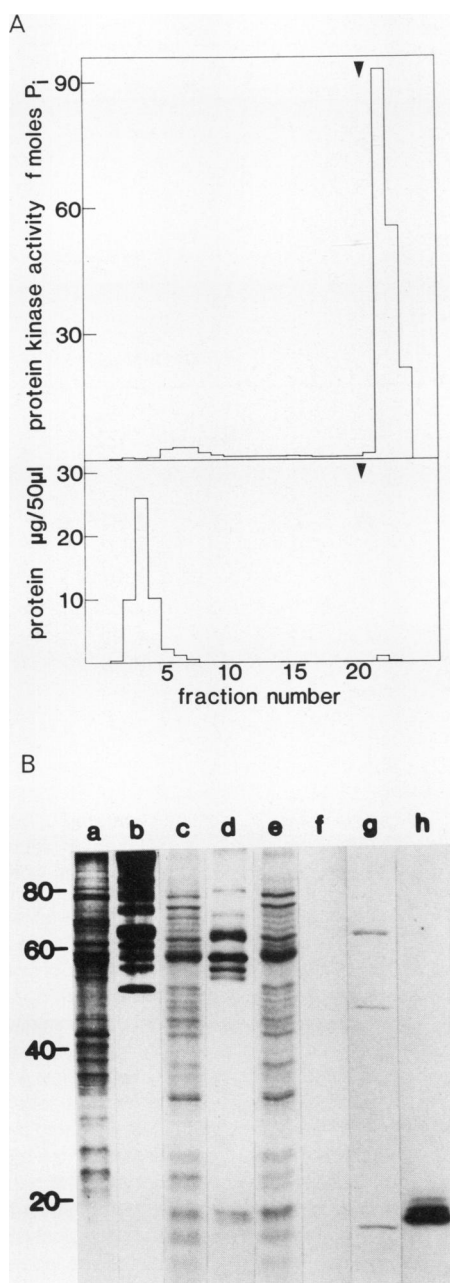 A
protein kinase activity f moles Pi
90
60
30
protein µg/50µl
30
20
10
5 10 15 20
fraction number
B
a b c d e f g h
80
60
40
20